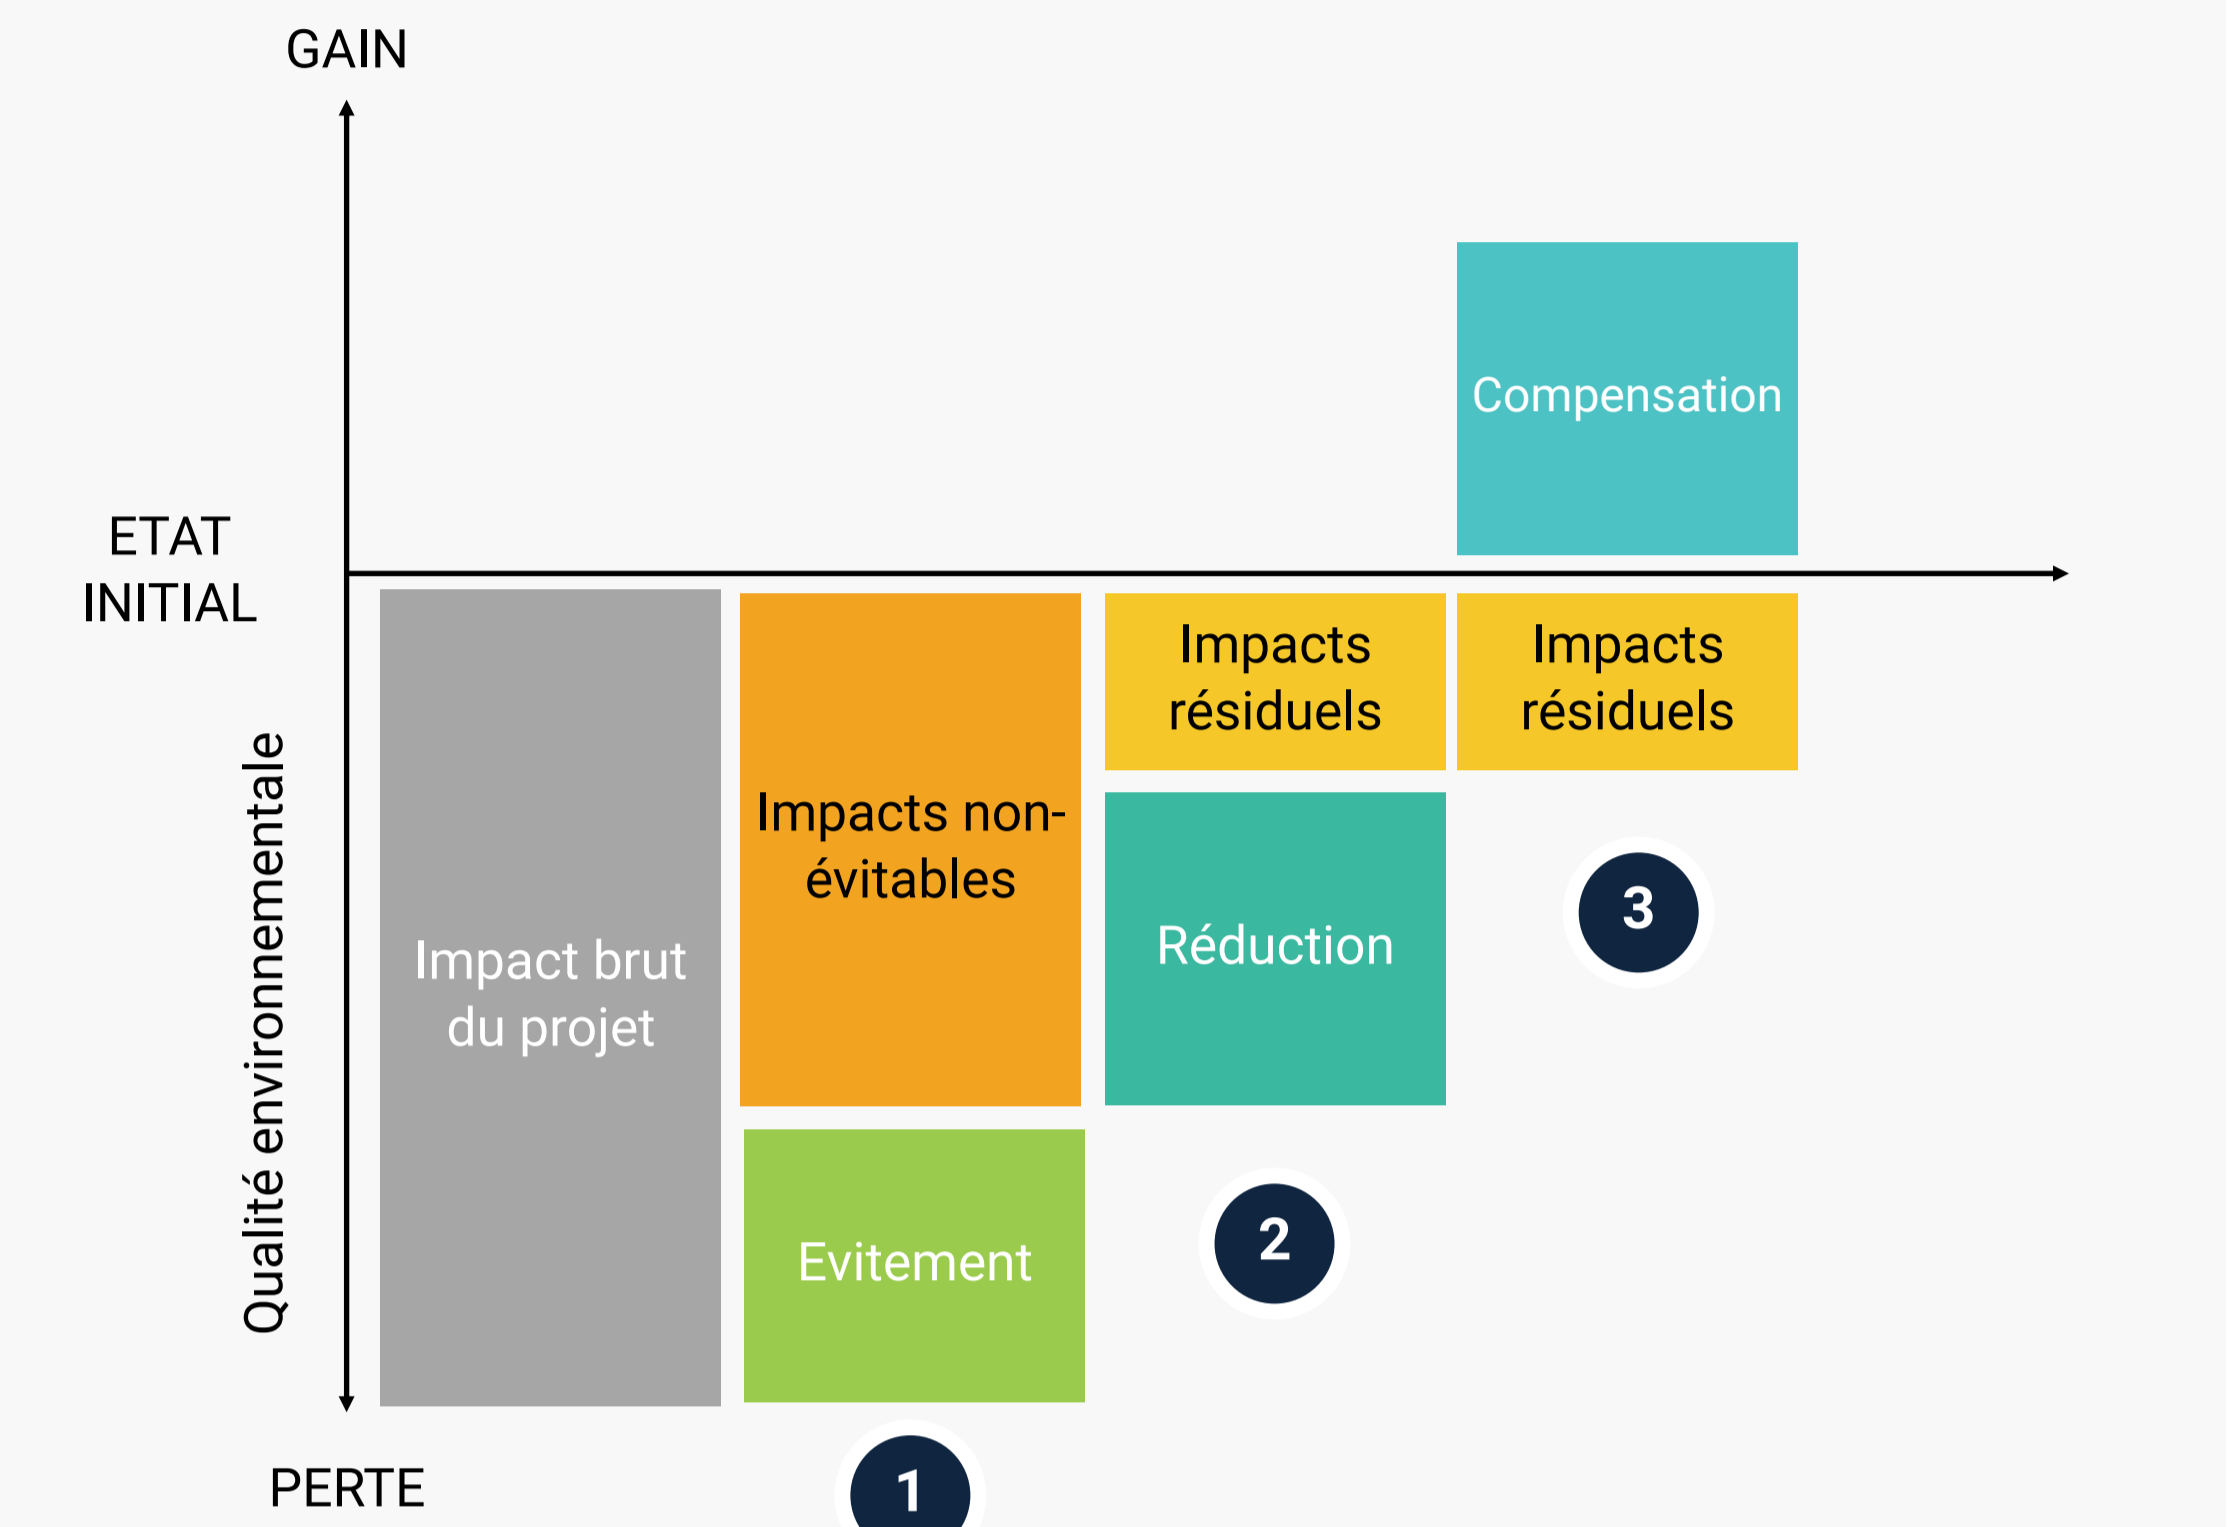 GAIN
ETAT
INITIAL
Qualité environnementale
PERTE
Impact brut
du projet
Impacts non-
évitables
Evitement
1
Impacts
résiduels
Réduction
2
Compensation
Impacts
résiduels
3